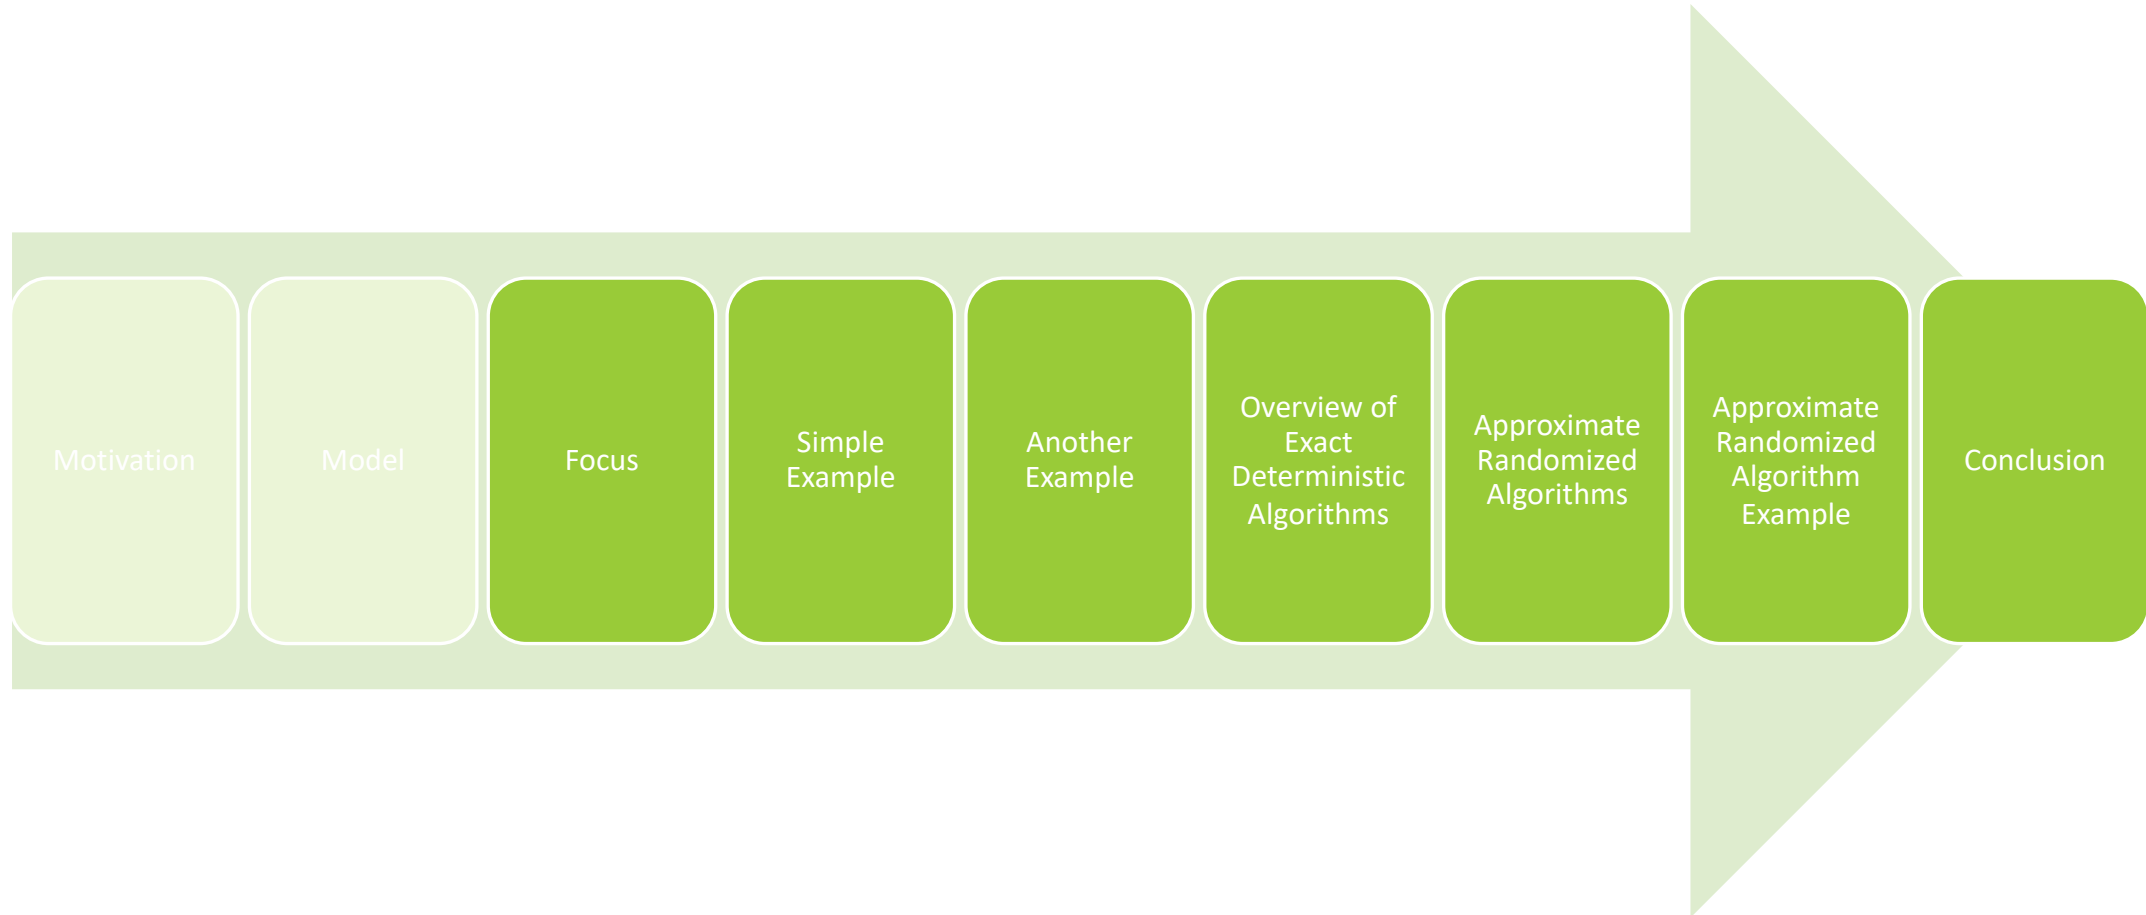 Motivation
Model
Focus
Simple
Example
Another
Example
Overview of
Exact
Deterministic
Algorithms
Approximate
Randomized
Algorithms
Approximate
Randomized
Algorithm
Example
Conclusion